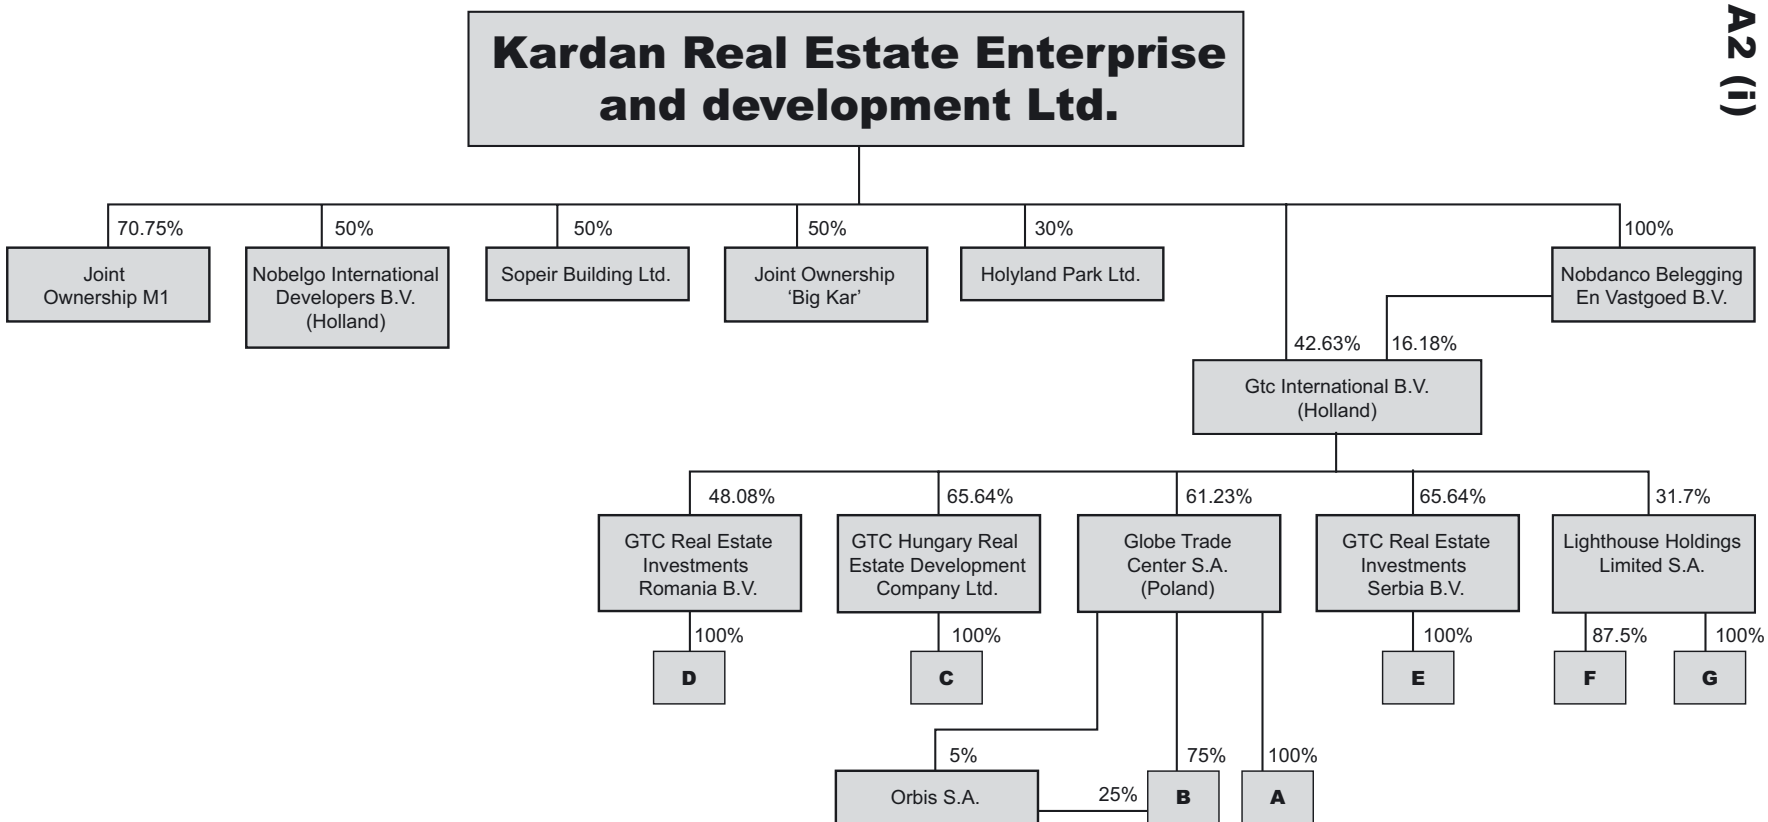 A2 (i)
Kardan Real Estate Enterprise
and development Ltd.
70.75%
50%
50%
50%
30%
100%
Joint
Ownership M1
Nobelgo International
Developers B.V.
(Holland)
Sopeir Building Ltd.
Joint Ownership
‘Big Kar’
Holyland Park Ltd.
Nobdanco Belegging
En Vastgoed B.V.
42.63%
16.18%
Gtc International B.V.
(Holland)
48.08%
65.64%
61.23%
65.64%
31.7%
GTC Real Estate
Investments
Romania B.V.
GTC Hungary Real
Estate Development
Company Ltd.
Globe Trade
Center S.A.
(Poland)
GTC Real Estate
Investments
Serbia B.V.
Lighthouse Holdings
Limited S.A.
100%
100%
100%
87.5%
100%
D
C
E
F
G
5%
75%
100%
Orbis S.A.
25%
B
A